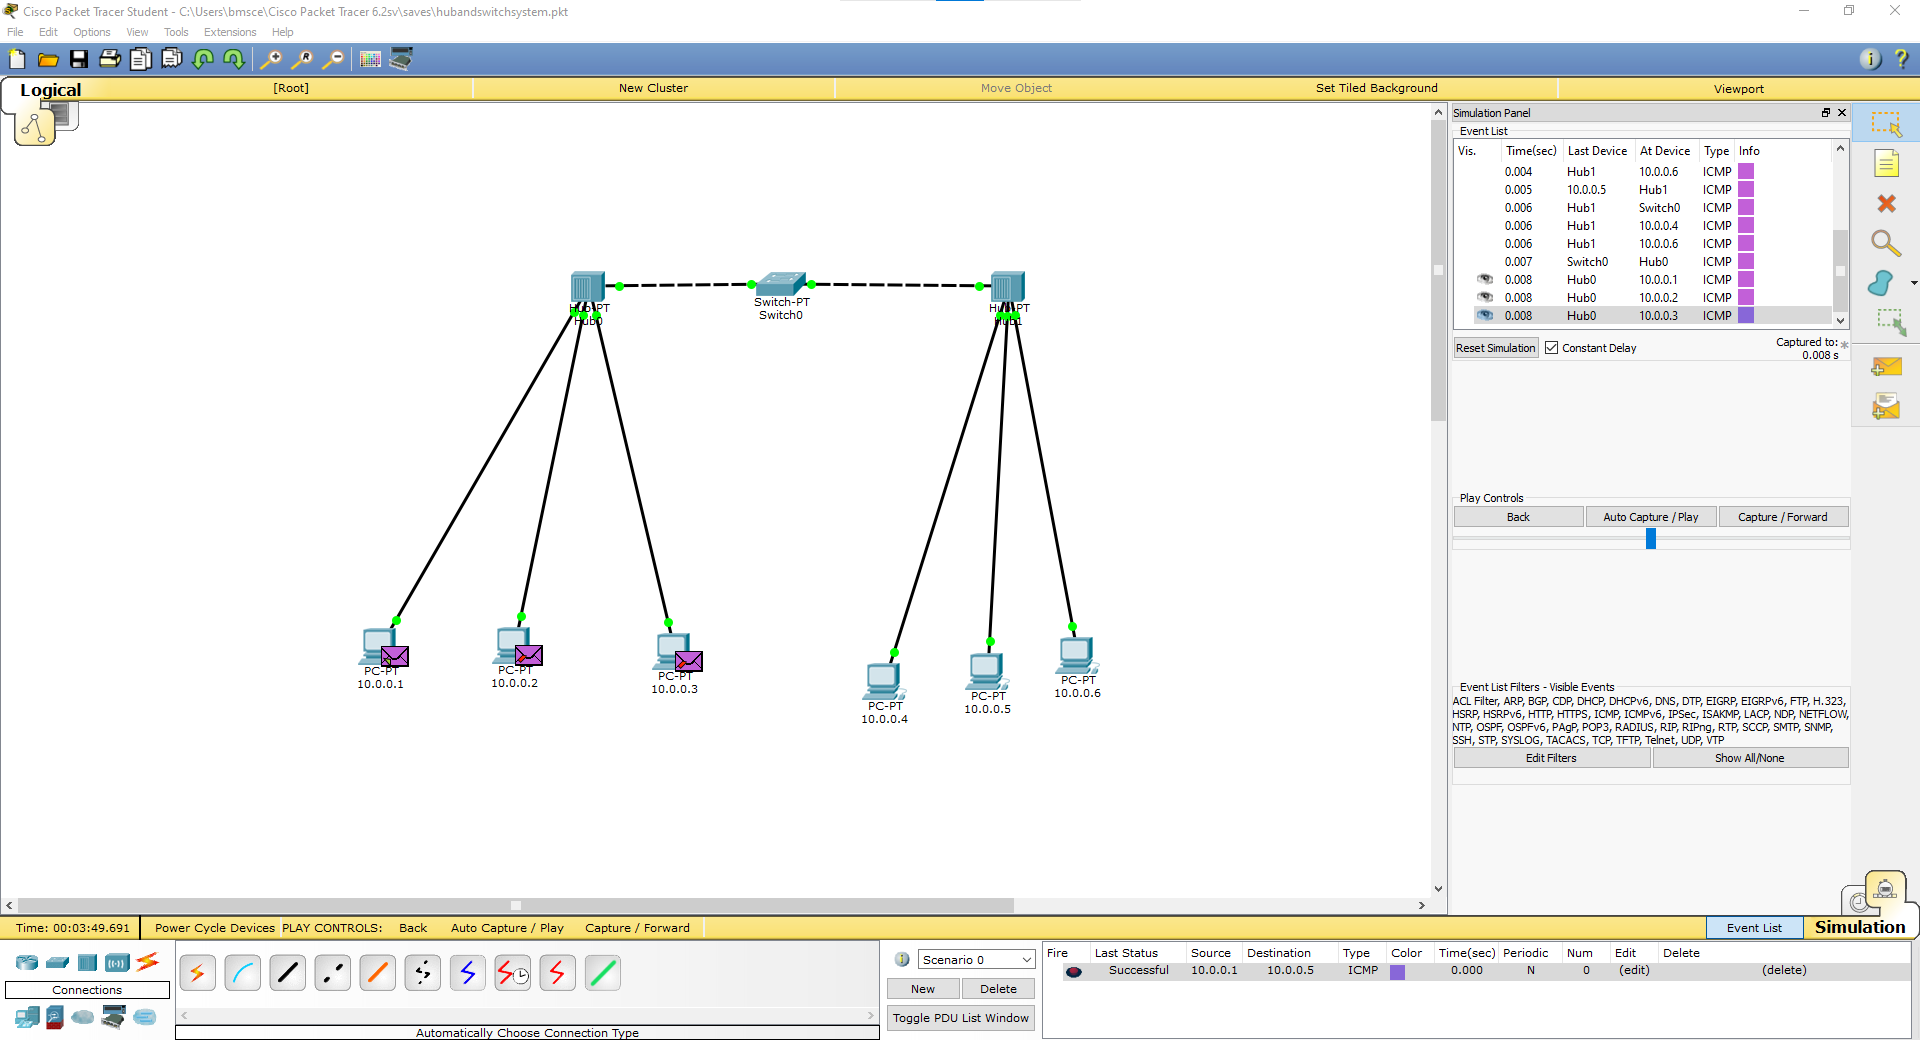 Cisco Packet Tracer Student - C:\Users\bmsce\Cisco Packet Tracer 6.2sv\saves\hubandswitchsystem.pkt
File Edit Options View Tools Extensions Help
Logical [Root] New Cluster Move Object Set Tiled Background Viewport
Simulation Panel
Event List
Vis. Time(sec) Last Device At Device Type Info
0.004 Hub1 10.0.0.6 ICMP
0.005 10.0.0.5 Hub1 ICMP
0.006 Hub1 Switch0 ICMP
0.006 Hub1 10.0.0.4 ICMP
0.006 Hub1 10.0.0.6 ICMP
0.007 Switch0 Hub0 ICMP
0.008 Hub0 10.0.0.1 ICMP
0.008 Hub0 10.0.0.2 ICMP
0.008 Hub0 10.0.0.3 ICMP
Reset Simulation Constant Delay Captured to: *
0.008 s
Hub-PT
Hub0
Switch-PT
Switch0
Hub-PT
Hub1
PC-PT
10.0.0.1
PC-PT
10.0.0.2
PC-PT
10.0.0.3
PC-PT
10.0.0.4
PC-PT
10.0.0.5
PC-PT
10.0.0.6
Play Controls
Back Auto Capture / Play Capture / Forward
Event List Filters - Visible Events
ACL Filter, ARP, BGP, CDP, DHCP, DHCPv6, DNS, DTP, EIGRP, EIGRPv6, FTP, H.323,
HSRP, HSRPv6, HTTP, HTTPS, ICMP, ICMPv6, IPSec, ISAKMP, LACP, NDP, NETFLOW,
NTP, OSPF, OSPFv6, PAgP, POP3, RADIUS, RIP, RIPng, RTP, SCCP, SMTP, SNMP,
SSH, STP, SYSLOG, TACACS, TCP, TFTP, Telnet, UDP, VTP
Edit Filters Show All/None
Time: 00:03:49.691 Power Cycle Devices PLAY CONTROLS: Back Auto Capture / Play Capture / Forward Event List Simulation
Connections
Automatically Choose Connection Type
Scenario 0
New Delete
Toggle PDU List Window
Fire Last Status Source Destination Type Color Time(sec) Periodic Num Edit Delete
Successful 10.0.0.1 10.0.0.5 ICMP 0.000 N 0 (edit) (delete)